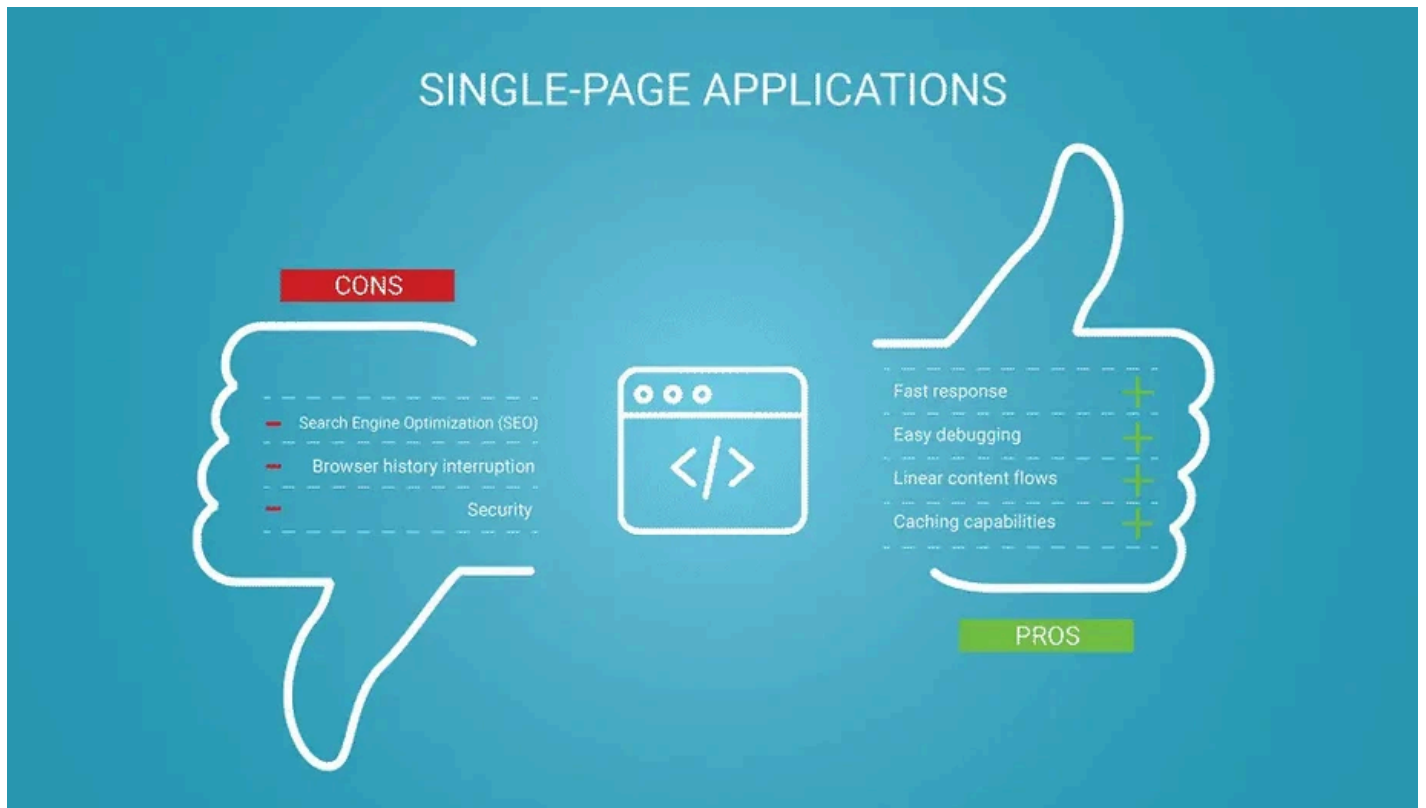 SINGLE-PAGE APPLICATIONS
CONS
Search Engine Optimization (SEO)
Browser history interruption
Security
</>
Fast response
Easy debugging
Linear content flows
Caching capabilities
PROS